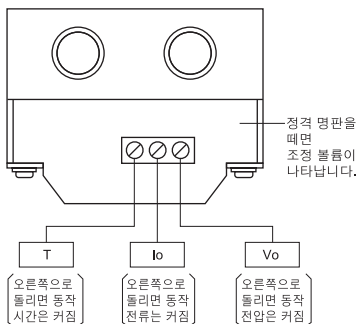 정격 명판을
떼면
조정 볼륨이
나타납니다.
T
Io
Vo
오른쪽으로
돌리면 동작
시간은 커짐
오른쪽으로
돌리면 동작
전류는 커짐
오른쪽으로
돌리면 동작
전압은 커짐